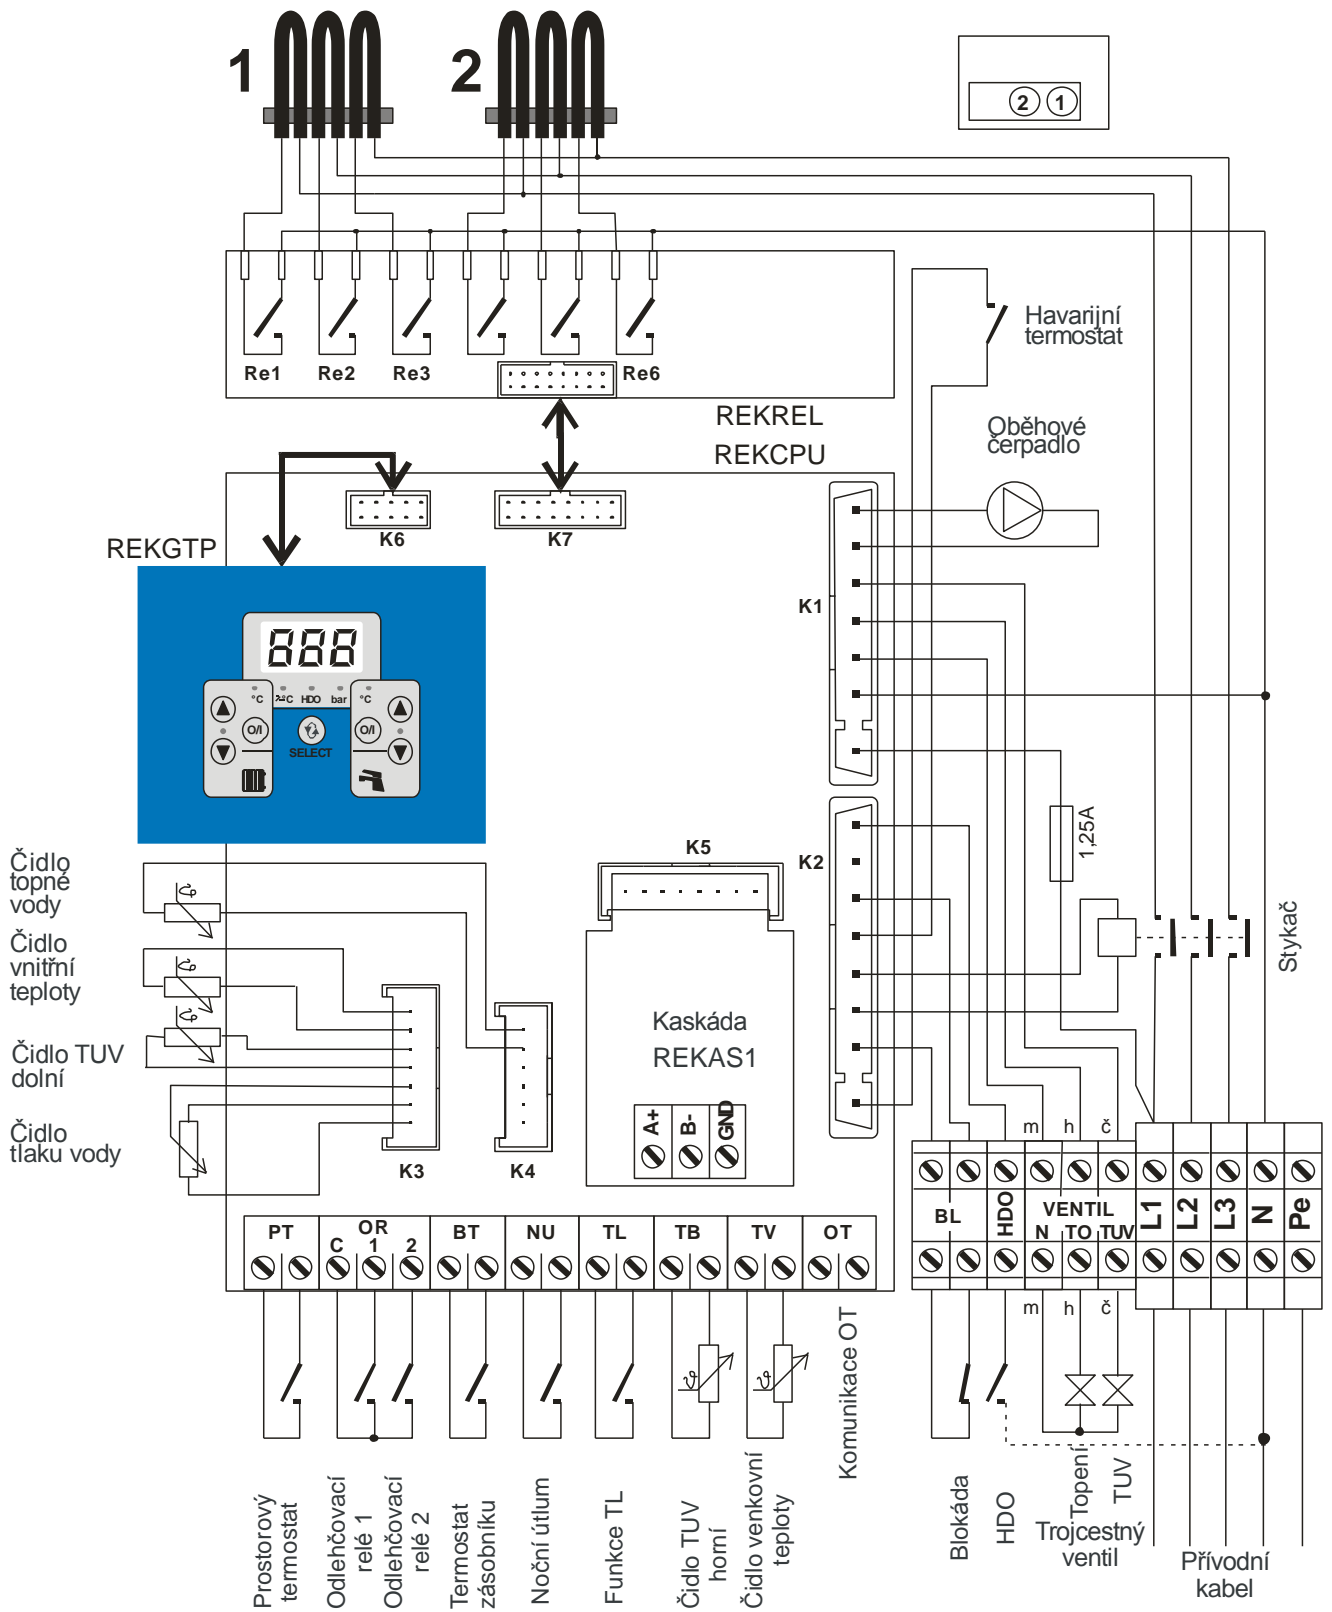 1
2
2 1
Re1
Re2
Re3
Re6
REKREL
REKCPU
Havarijní
termostat
Oběhové
čerpadlo
K6
K7
REKGTP
K1
888
°C
°C
HDO
bar
°C
O/I
O/I
SELECT
1,25A
K5
K2
Čidlo
topné
vody
Čidlo
vnitřní
teploty
Čidlo TUV
dolní
Čidlo
tlaku vody
K3
K4
Kaskáda
REKAS1
A+
B-
GND
Stykač
m
h
č
BL
HDO
VENTIL
N
TO
TUV
L1
L2
L3
N
Pe
PT
OR
C
1
2
BT
NU
TL
TB
TV
OT
m
h
č
Prostorový
termostat
Odlehčovací
relé 1
Odlehčovací
relé 2
Termostat
zásobníku
Noční útlum
Funkce TL
Čidlo TUV
horní
Čidlo venkovní
teploty
Komunikace OT
Blokáda
HDO
Topení
TUV
Trojcestný
ventil
Přívodní
kabel